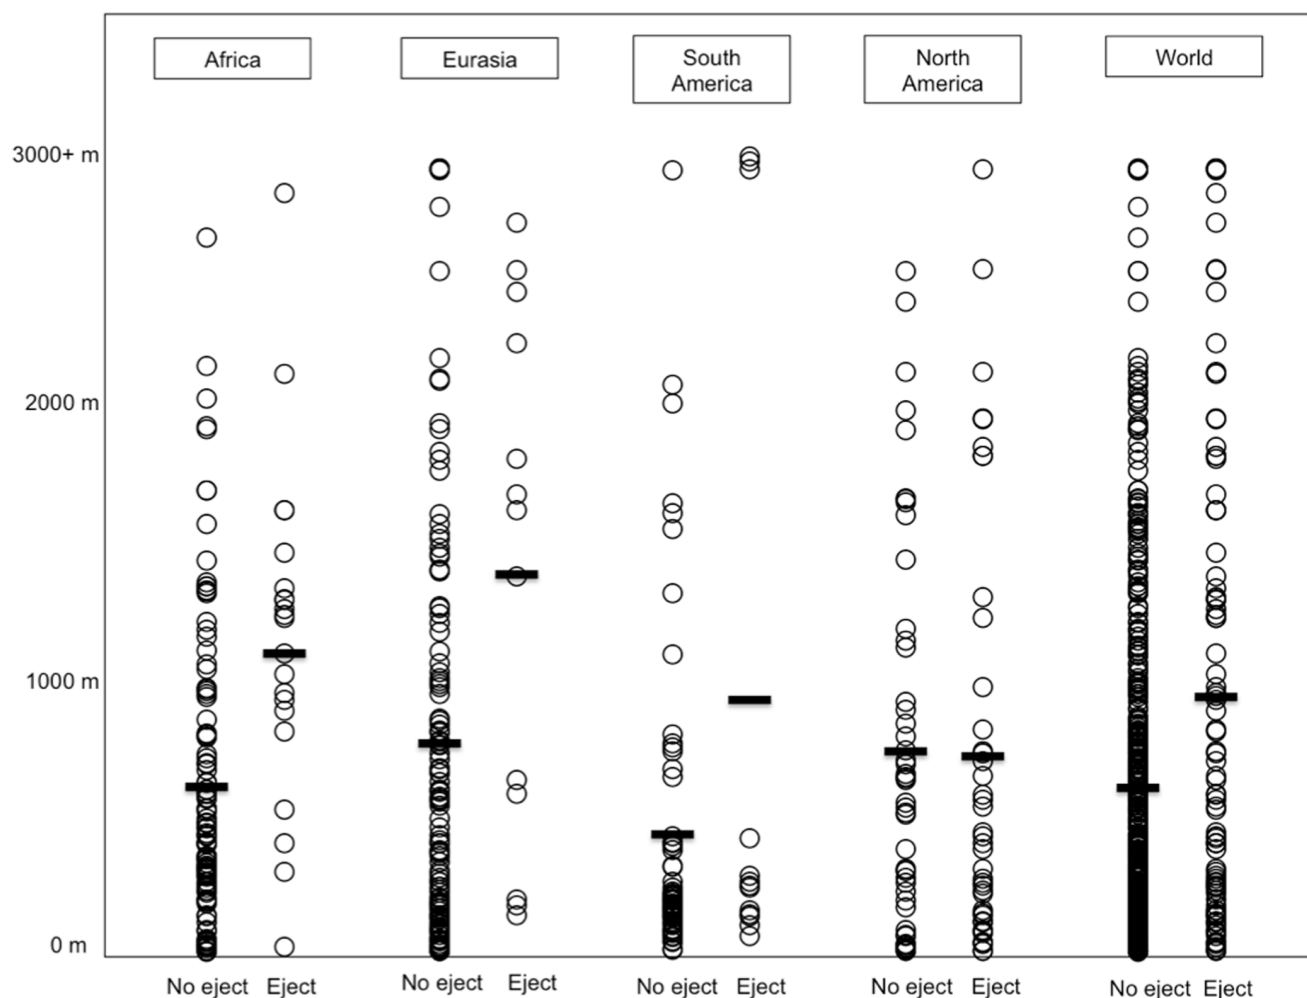 Africa
Eurasia
South
America
North
America
World
3000+ m
2000 m
1000 m
0 m
No eject Eject
No eject Eject
No eject Eject
No eject Eject
No eject Eject